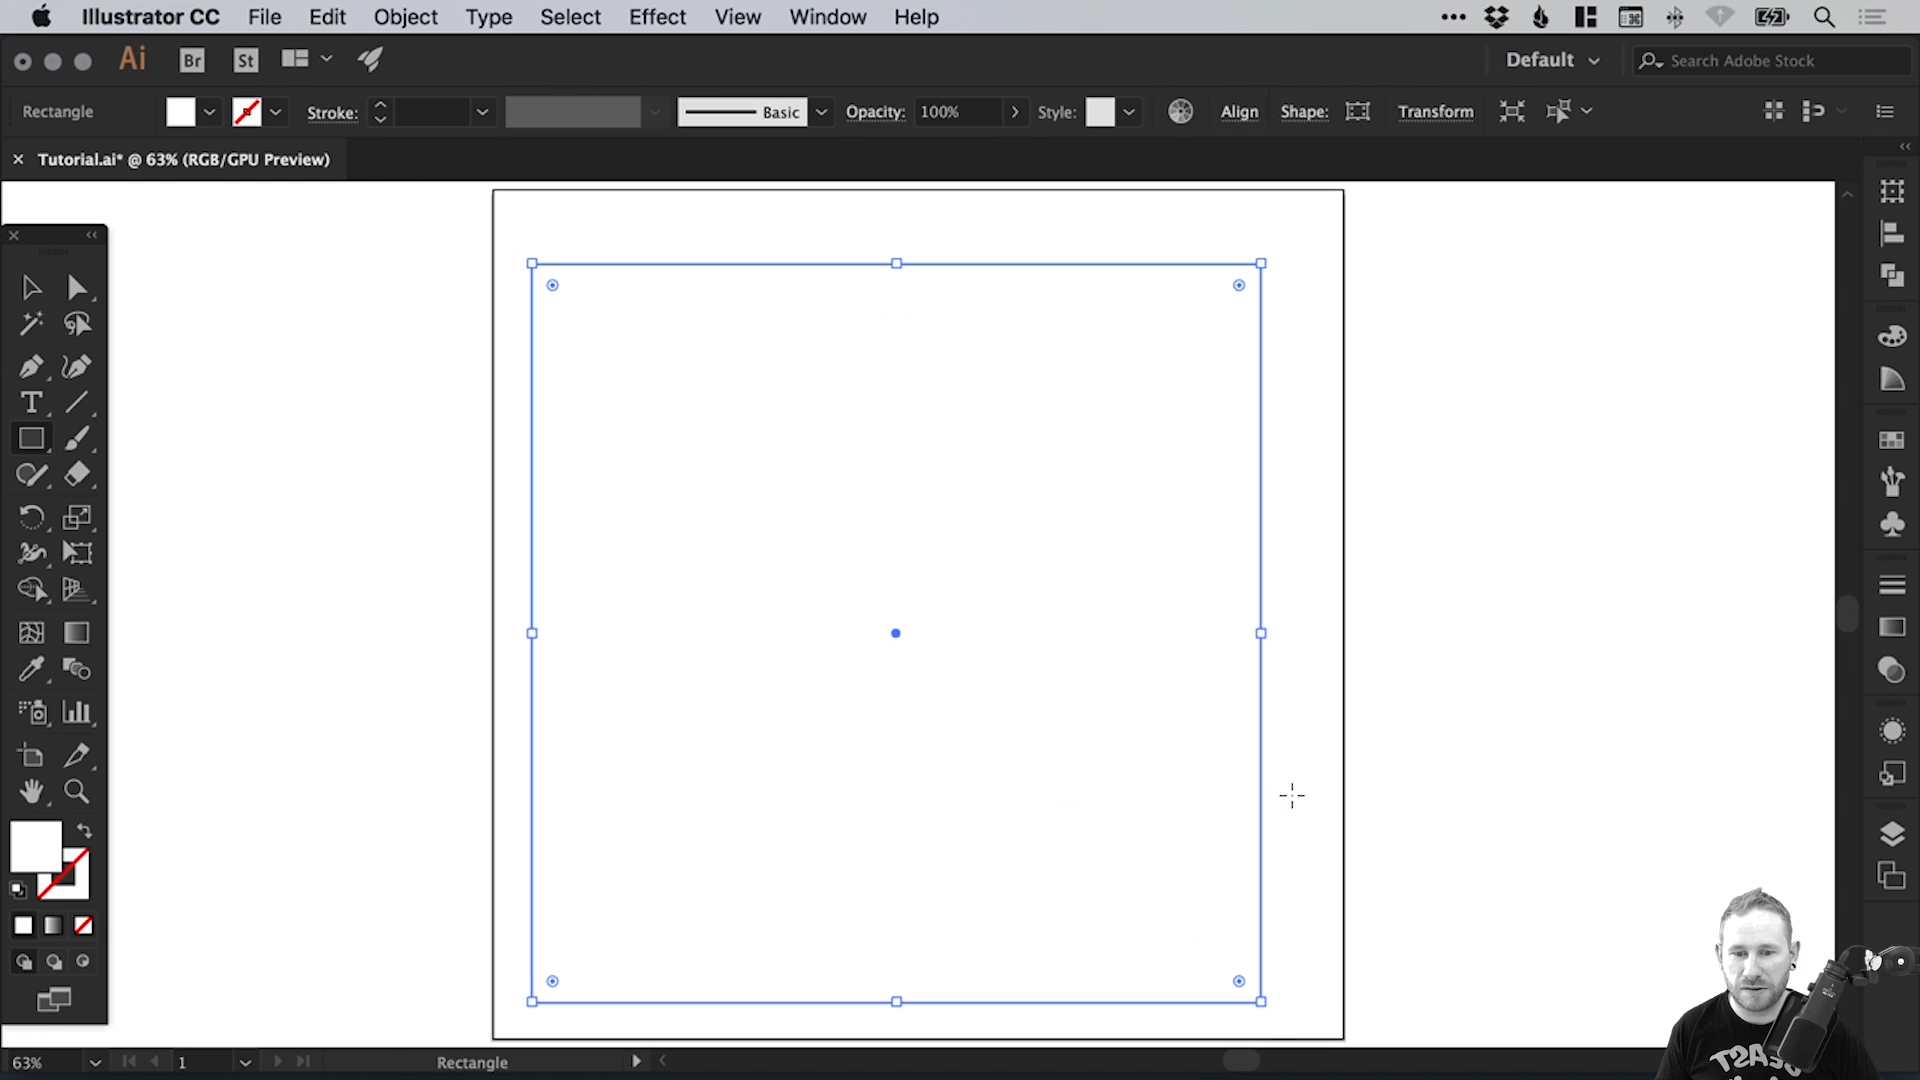 Illustrator CC File Edit Object Type Select Effect View Window Help
Ai Br St Default Search Adobe Stock
Rectangle Stroke: Basic Opacity: 100% Style: Align Shape: Transform
Tutorial.ai* @ 63% (RGB/GPU Preview)
T
63% 1 Rectangle